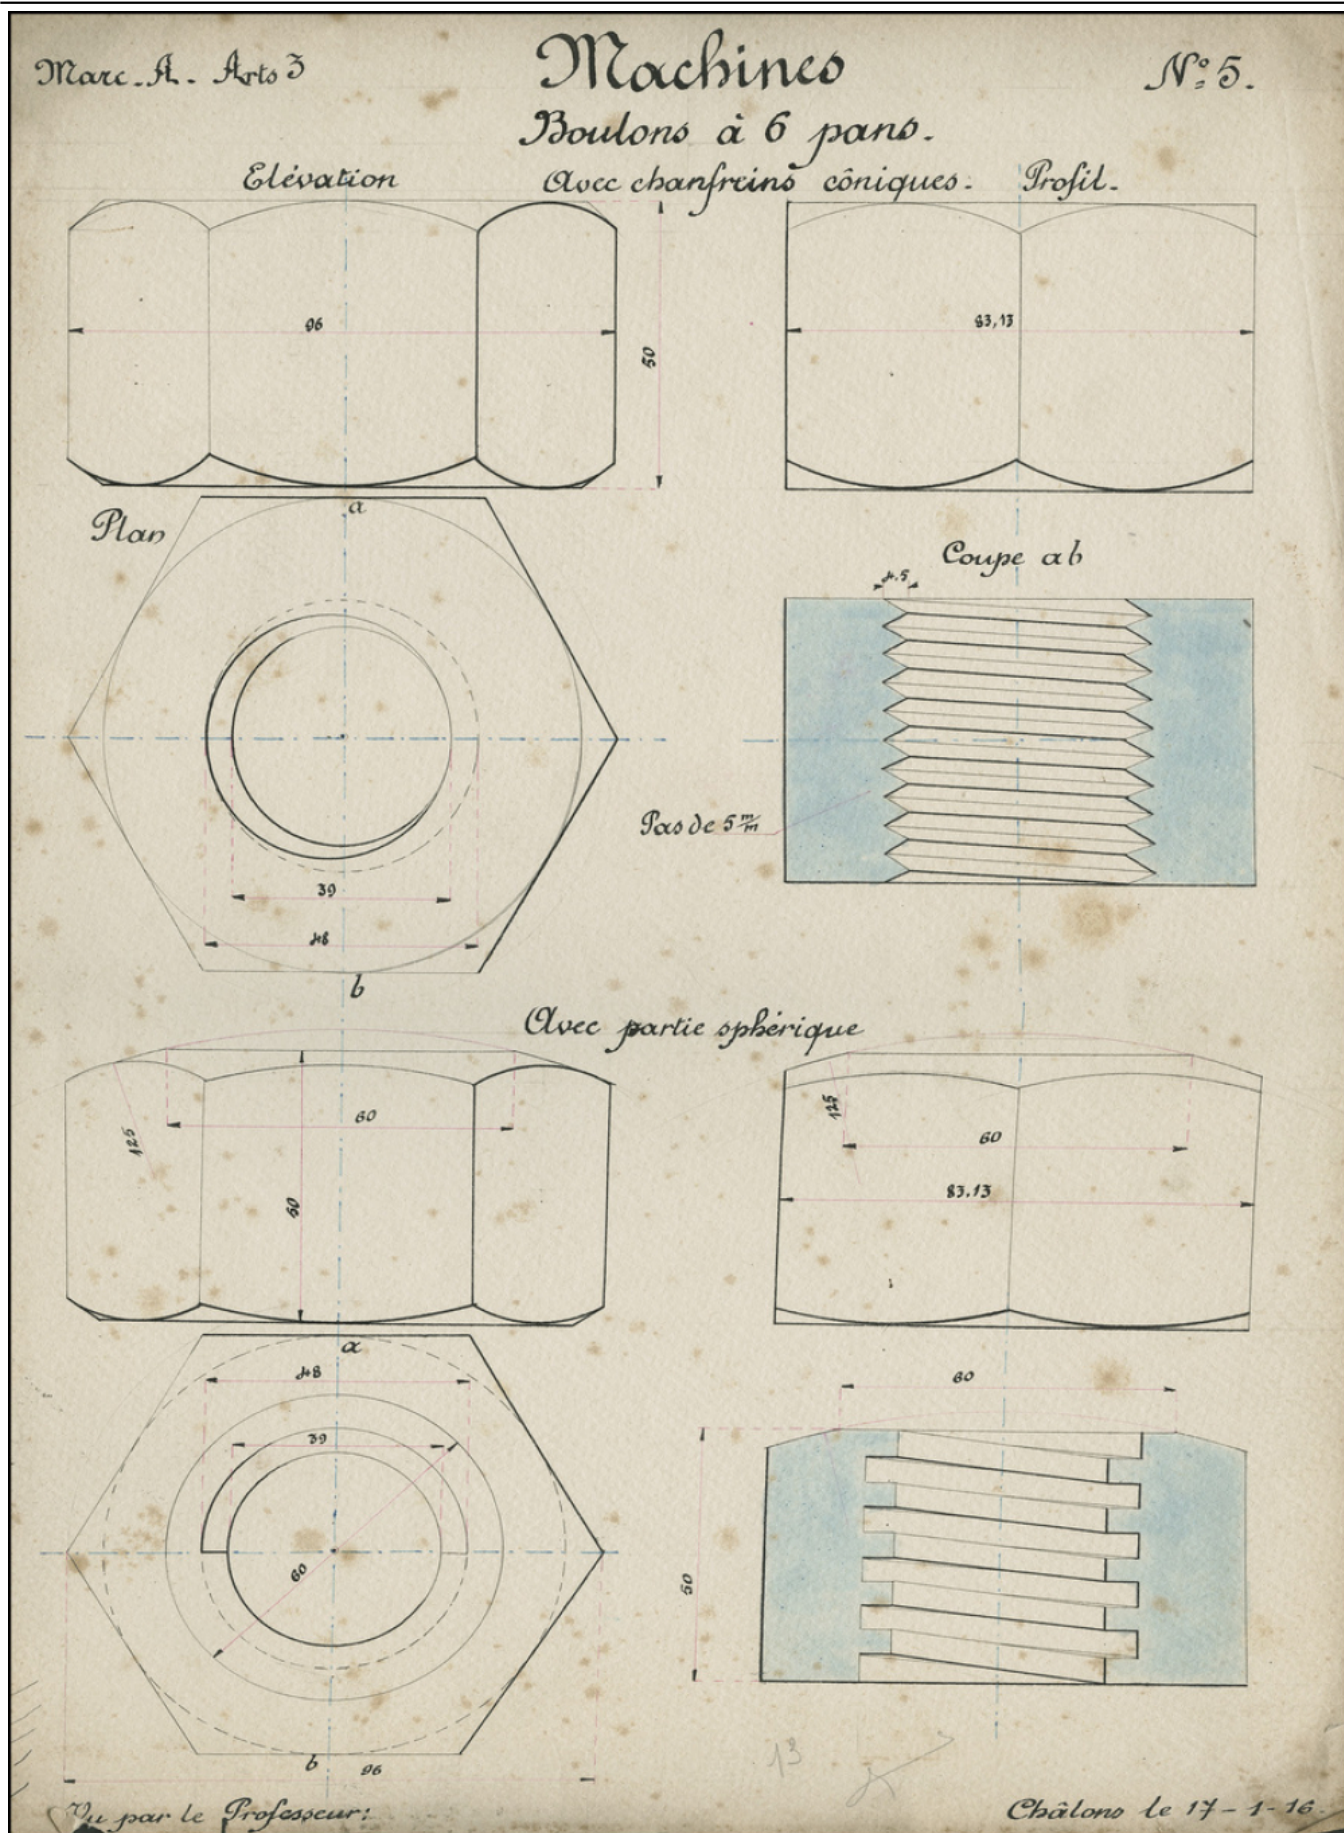 Marc. A. Arts 3
Machines
N° 5.
Boulons à 6 pans.
Elévation
Avec chanfreins côniques.
Profil.
96
50
83,13
Plan
a
Coupe ab
4.5
Pas de 5 m/m
39
48
b
Avec partie sphérique
60
125
60
125
60
83.13
a
48
60
39
60
50
b
96
13
Vu par le Professeur:
Châlons le 17-1-16.